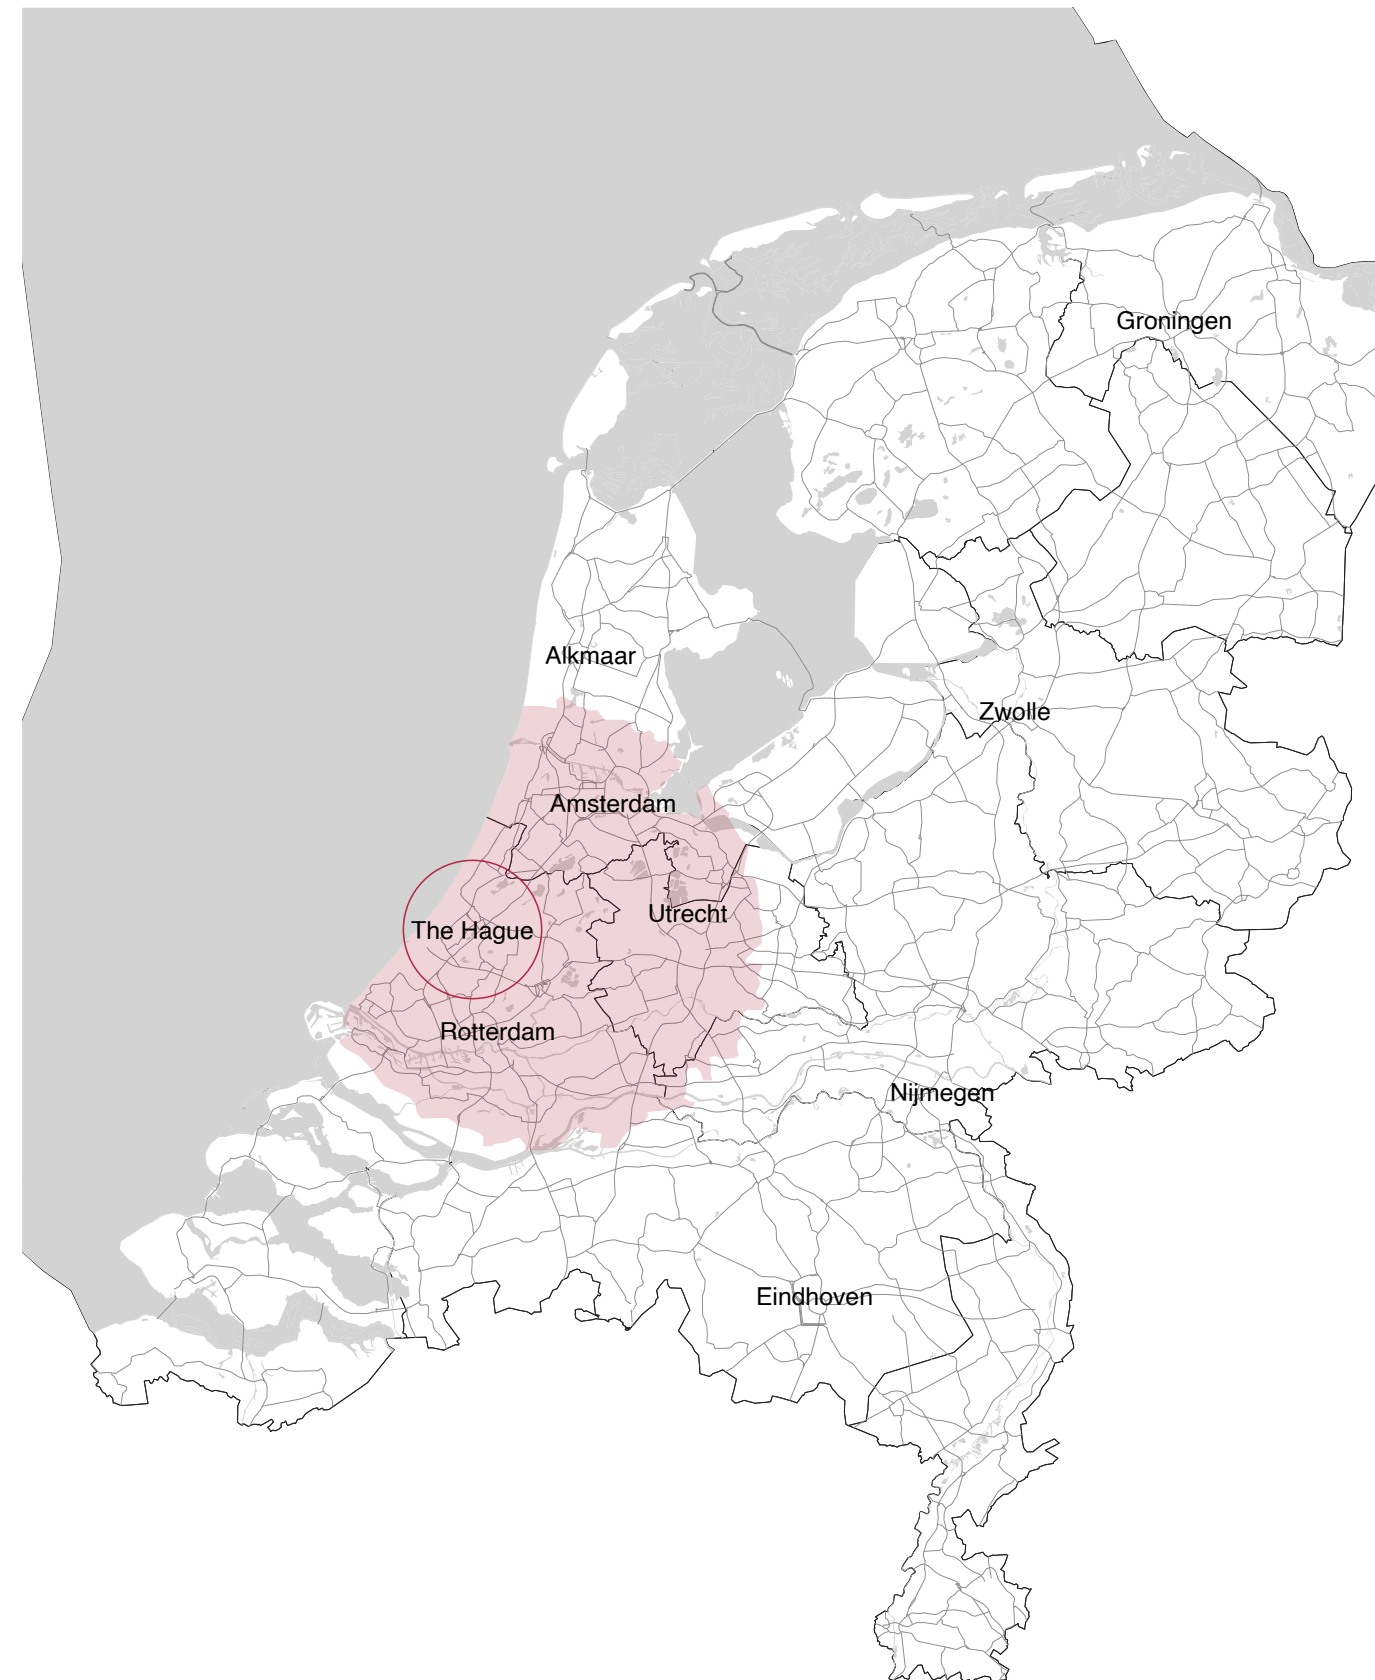 Groningen
Alkmaar
Zwolle
Amsterdam
Utrecht
The Hague
Rotterdam
Nijmegen
Eindhoven